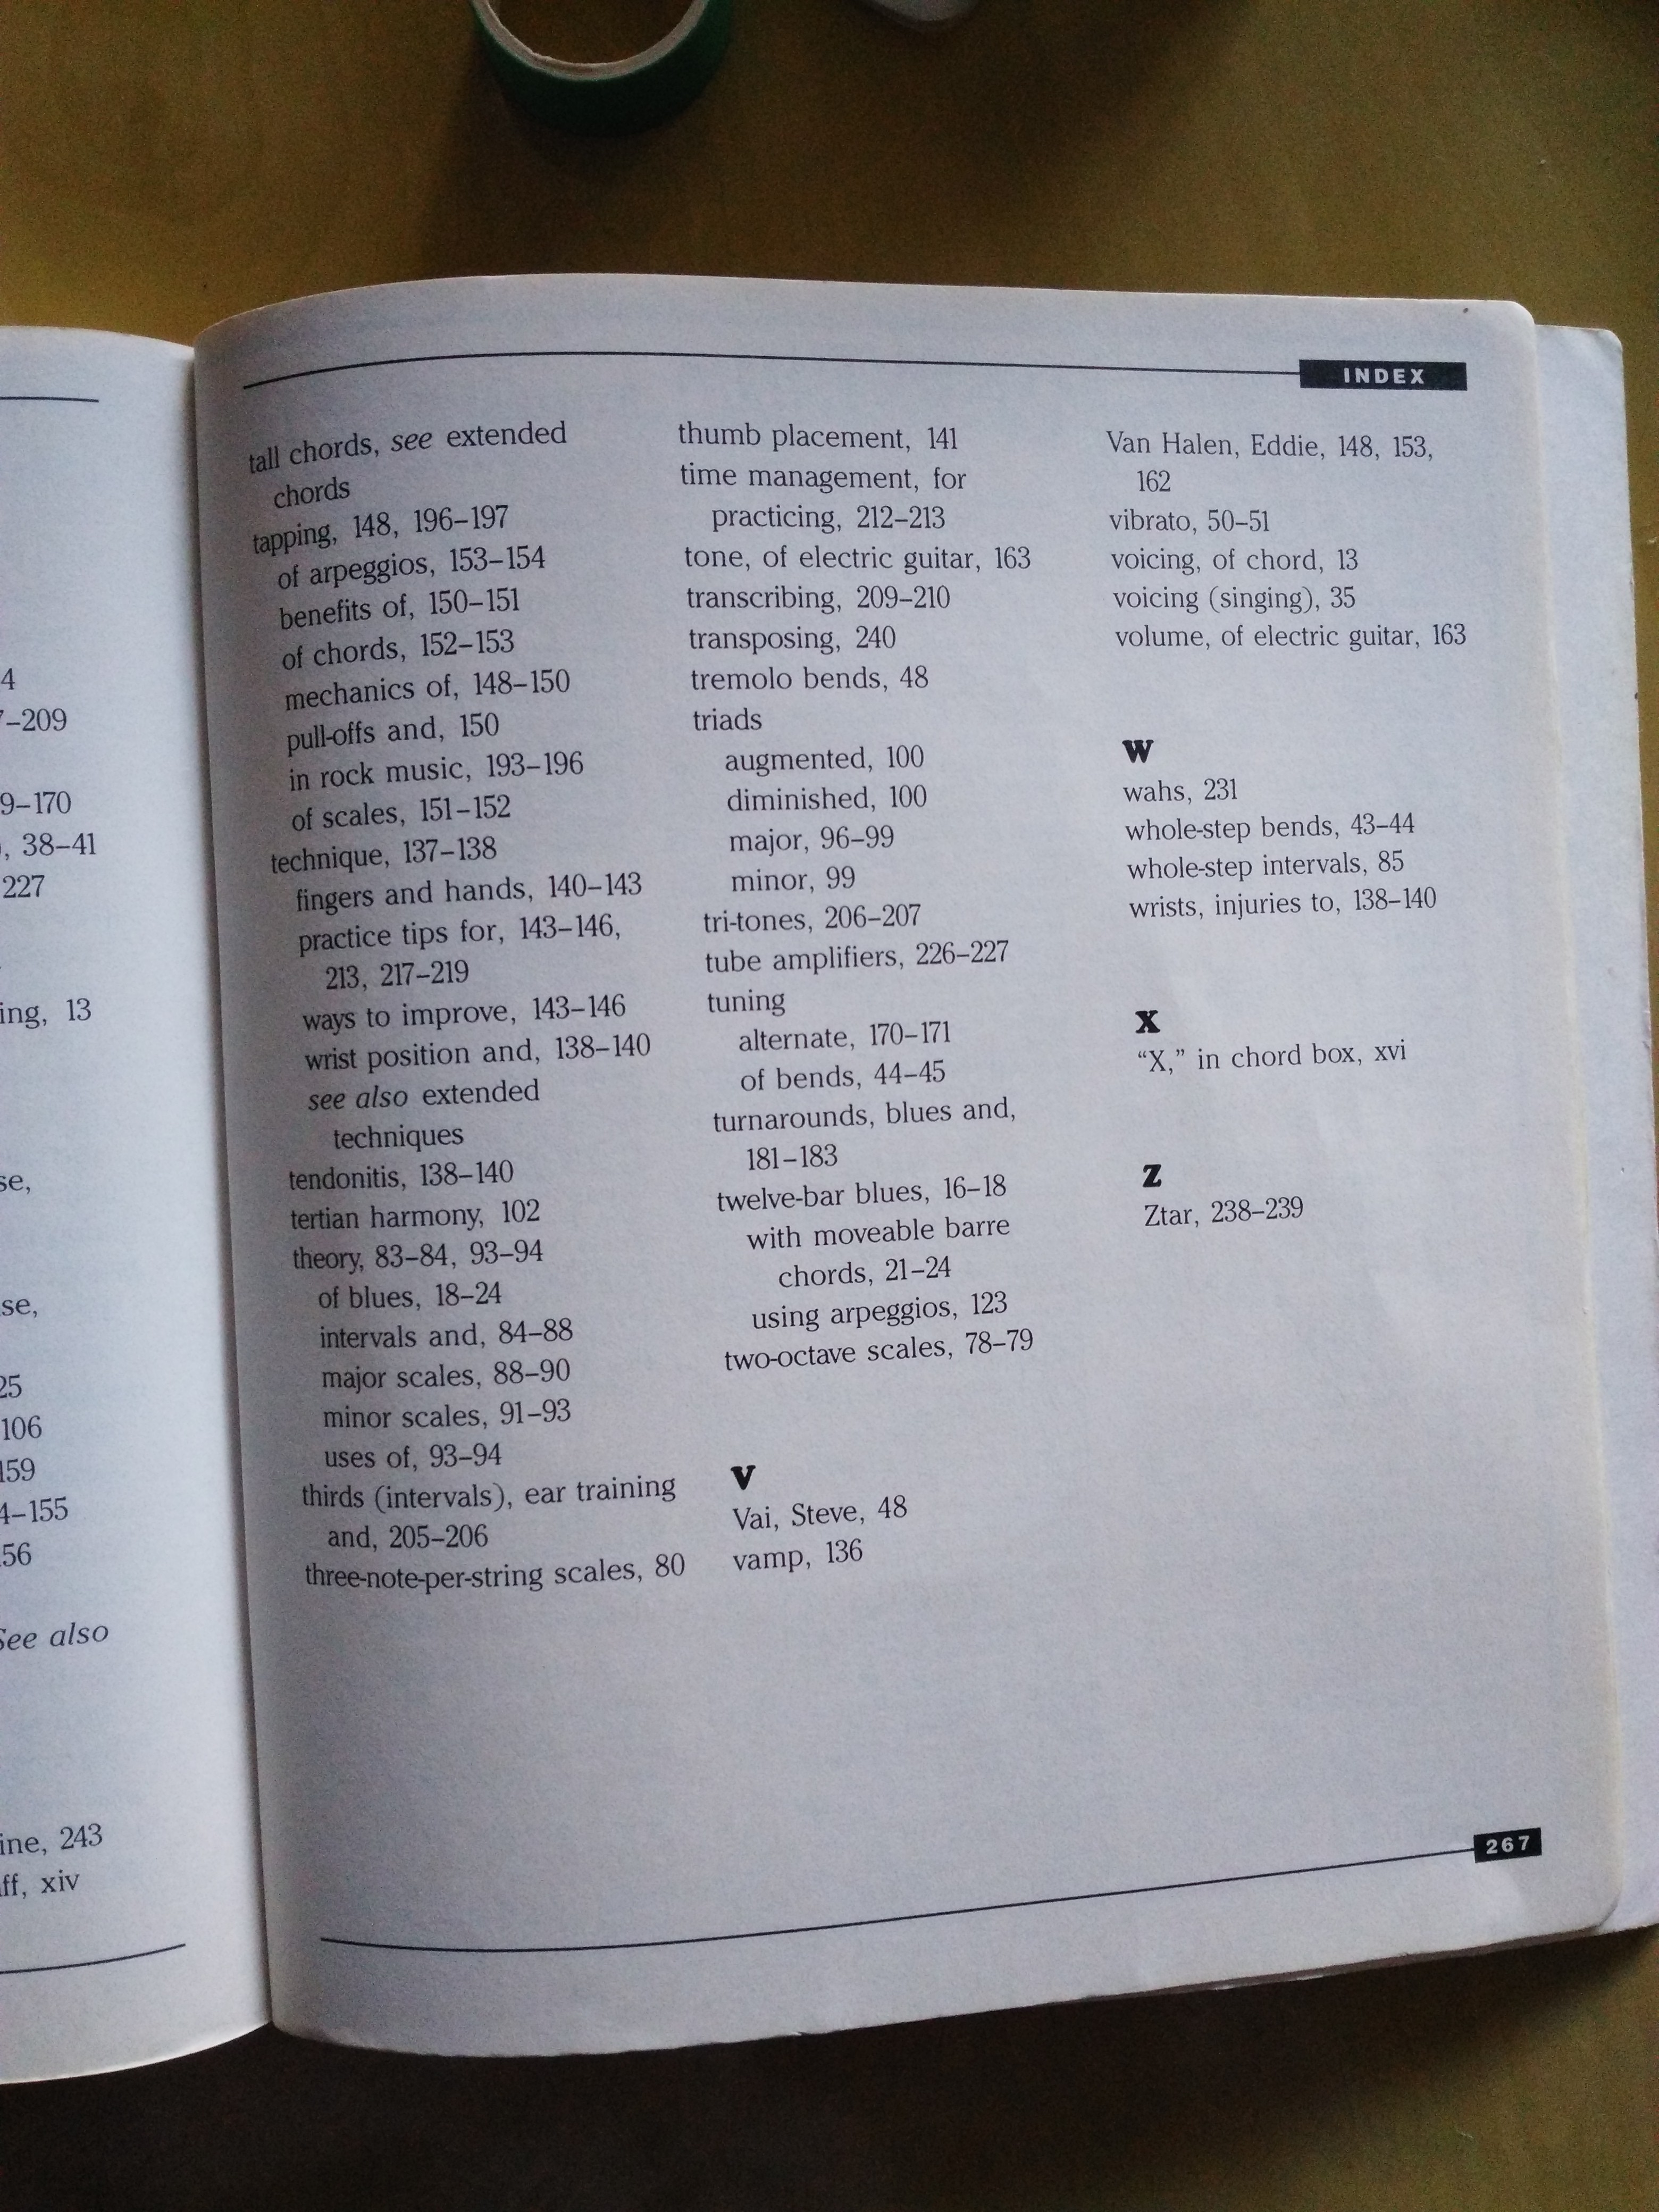 4
7–209
9–170
, 38–41
227
ing, 13
se,
se,
25
106
159
4–155
56
See also
ine, 243
ff, xiv
INDEX
tall chords, see extended
chords
tapping, 148, 196–197
of arpeggios, 153–154
benefits of, 150–151
of chords, 152–153
mechanics of, 148–150
pull-offs and, 150
in rock music, 193–196
of scales, 151–152
technique, 137–138
fingers and hands, 140–143
practice tips for, 143–146,
213, 217–219
ways to improve, 143–146
wrist position and, 138–140
see also extended
techniques
tendonitis, 138–140
tertian harmony, 102
theory, 83–84, 93–94
of blues, 18–24
intervals and, 84–88
major scales, 88–90
minor scales, 91–93
uses of, 93–94
thirds (intervals), ear training
and, 205–206
three-note-per-string scales, 80
thumb placement, 141
time management, for
practicing, 212–213
tone, of electric guitar, 163
transcribing, 209–210
transposing, 240
tremolo bends, 48
triads
augmented, 100
diminished, 100
major, 96–99
minor, 99
tri-tones, 206–207
tube amplifiers, 226–227
tuning
alternate, 170–171
of bends, 44–45
turnarounds, blues and,
181–183
twelve-bar blues, 16–18
with moveable barre
chords, 21–24
using arpeggios, 123
two-octave scales, 78–79
V
Vai, Steve, 48
vamp, 136
Van Halen, Eddie, 148, 153,
162
vibrato, 50–51
voicing, of chord, 13
voicing (singing), 35
volume, of electric guitar, 163
W
wahs, 231
whole-step bends, 43–44
whole-step intervals, 85
wrists, injuries to, 138–140
X
“X,” in chord box, xvi
Z
Ztar, 238–239
267